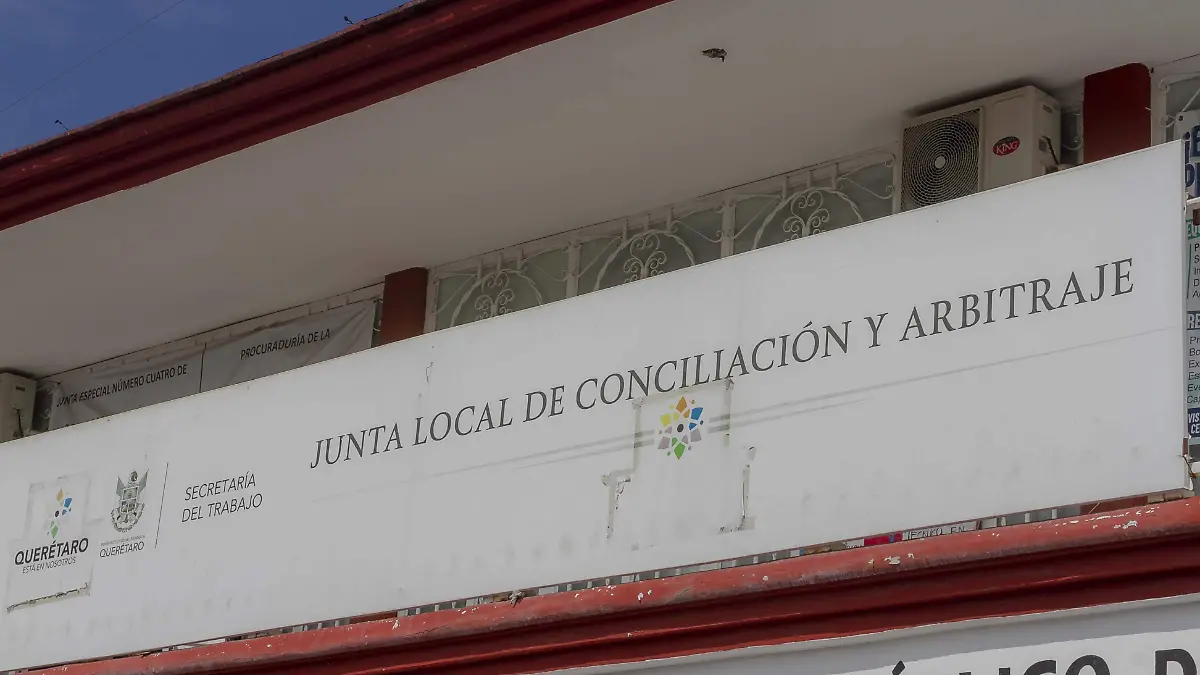 KING
PROCURADURÍA DE LA
JUNTA ESPECIAL NÚMERO CUATRO DE
JUNTA LOCAL DE CONCILIACIÓN Y ARBITRAJE
SECRETARÍA
DEL TRABAJO
QUERÉTARO
ESTÁ EN NOSOTROS
QUERÉTARO